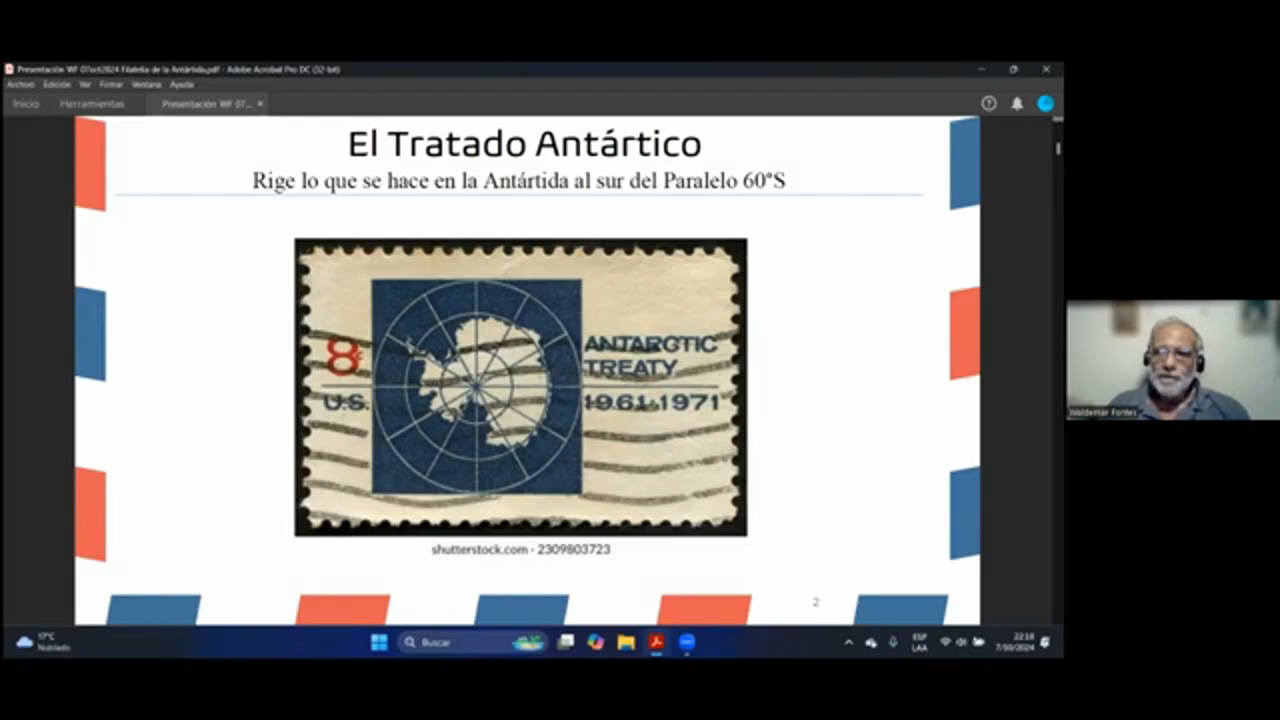 Presentación WF 07oct2024 Filatelia de la Antártida.pdf - Adobe Acrobat Pro DC (32-bit)
Archivo Edición Ver Firmar Ventana Ayuda
Inicio Herramientas Presentación WF 07... ×
El Tratado Antártico
Rige lo que se hace en la Antártida al sur del Paralelo 60°S
8¢
U.S.
ANTARCTIC
TREATY
1961-1971
shutterstock.com · 2309803723
2
Waldemar Fontes
17°C
Nublado
Buscar
ESP
LAA
22:18
7/10/2024